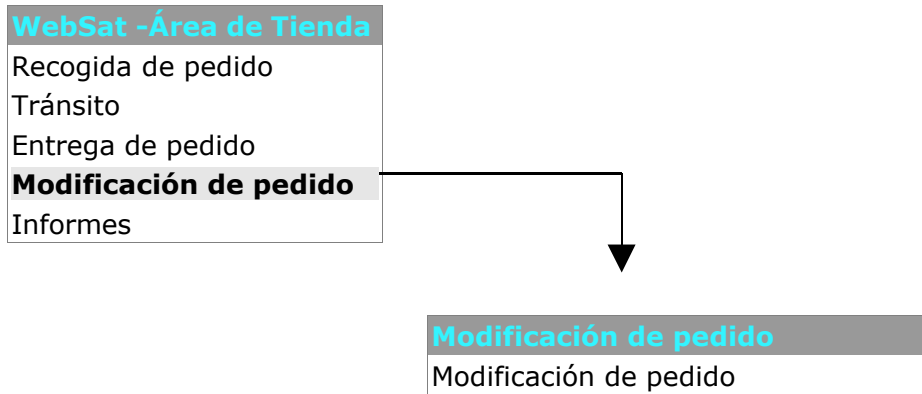 WebSat -Área de Tienda
Recogida de pedido
Tránsito
Entrega de pedido
Modificación de pedido
Informes
Modificación de pedido
Modificación de pedido